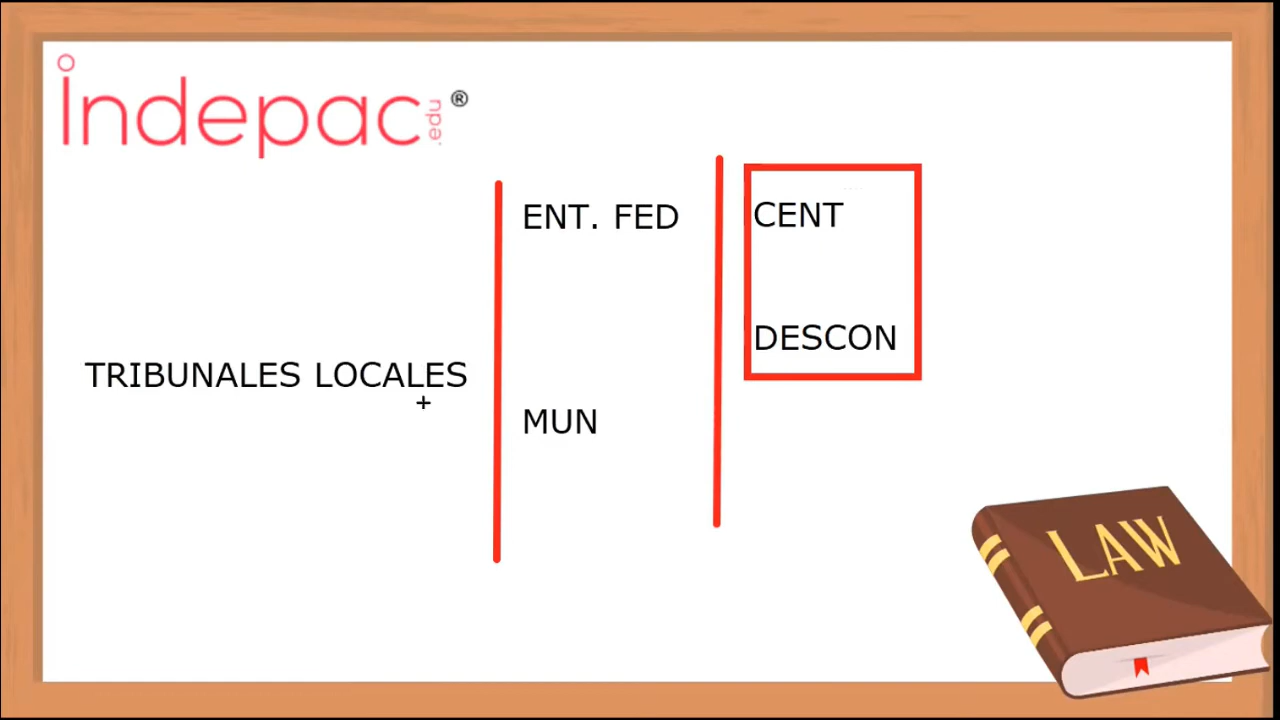 indepac .edu ®
ENT. FED
CENT
DESCON
TRIBUNALES LOCALES
MUN
LAW